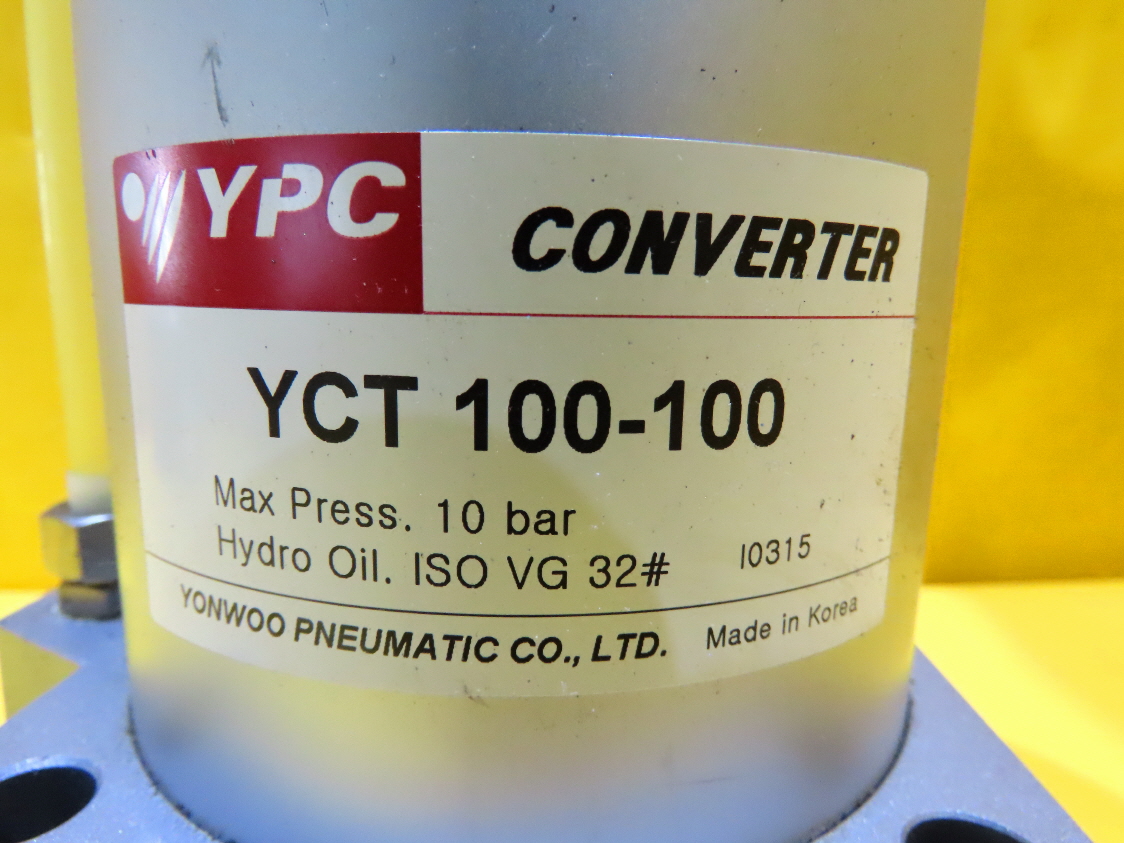 YPC
CONVERTER
YCT 100-100
Max Press. 10 bar
Hydro Oil. ISO VG 32# I0315
YONWOO PNEUMATIC CO., LTD. Made in Korea